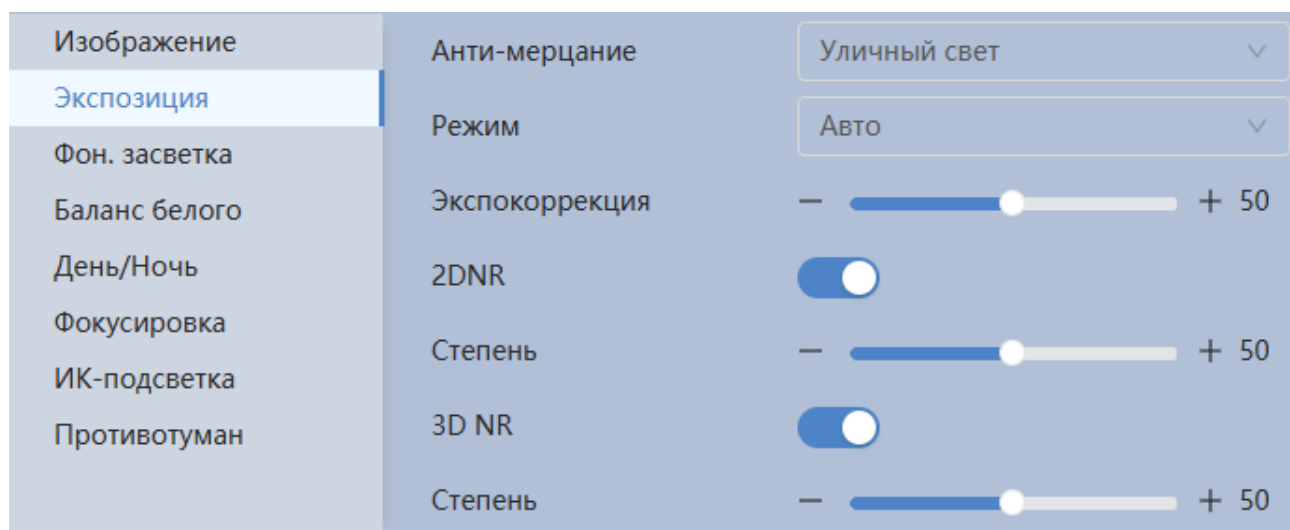 Изображение
Экспозиция
Фон. засветка
Баланс белого
День/Ночь
Фокусировка
ИК-подсветка
Противотуман
Анти-мерцание Уличный свет
Режим Авто
Экспокоррекция − + 50
2DNR
Степень − + 50
3D NR
Степень − + 50